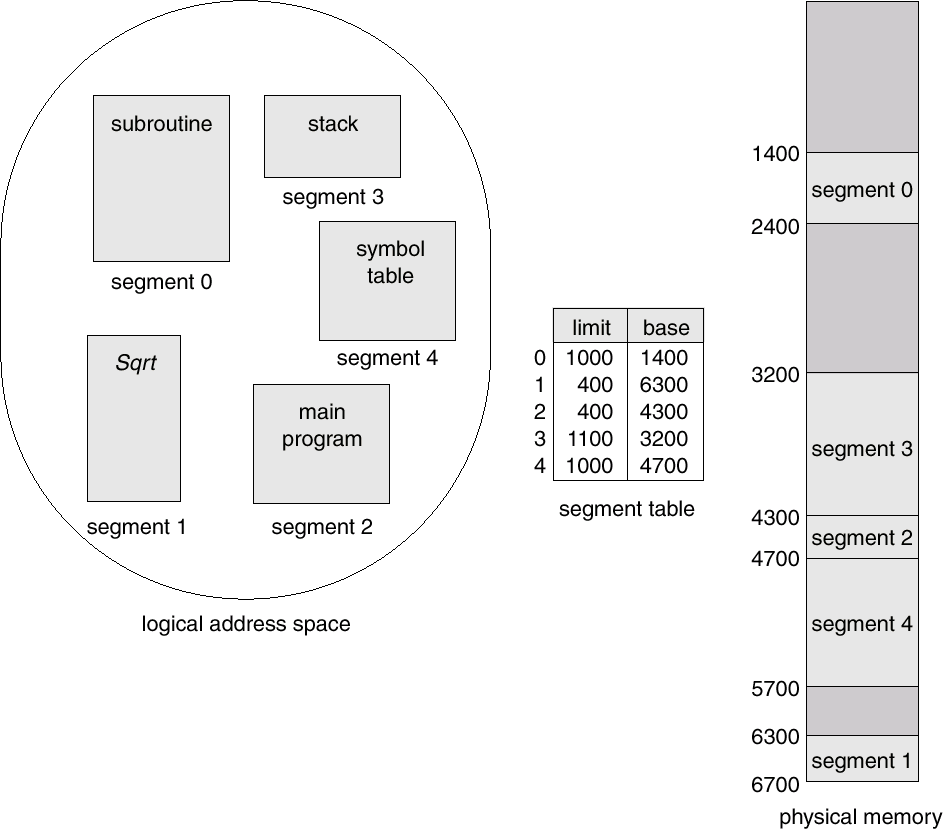 subroutine
segment 0
stack
segment 3
symbol
table
segment 4
Sqrt
segment 1
main
program
segment 2
logical address space
limit base
0 1000 1400
1 400 6300
2 400 4300
3 1100 3200
4 1000 4700
segment table
1400
segment 0
2400
3200
segment 3
4300
segment 2
4700
segment 4
5700
6300
segment 1
6700
physical memory